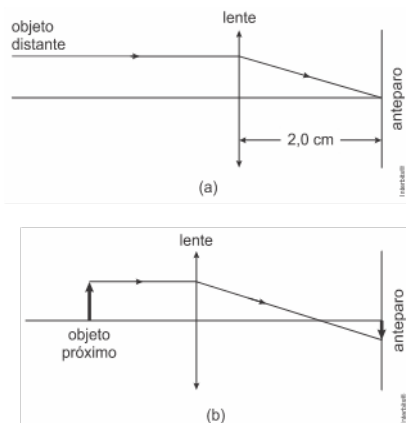 objeto
distante
lente
2,0 cm
anteparo
(a)
lente
objeto
próximo
anteparo
(b)